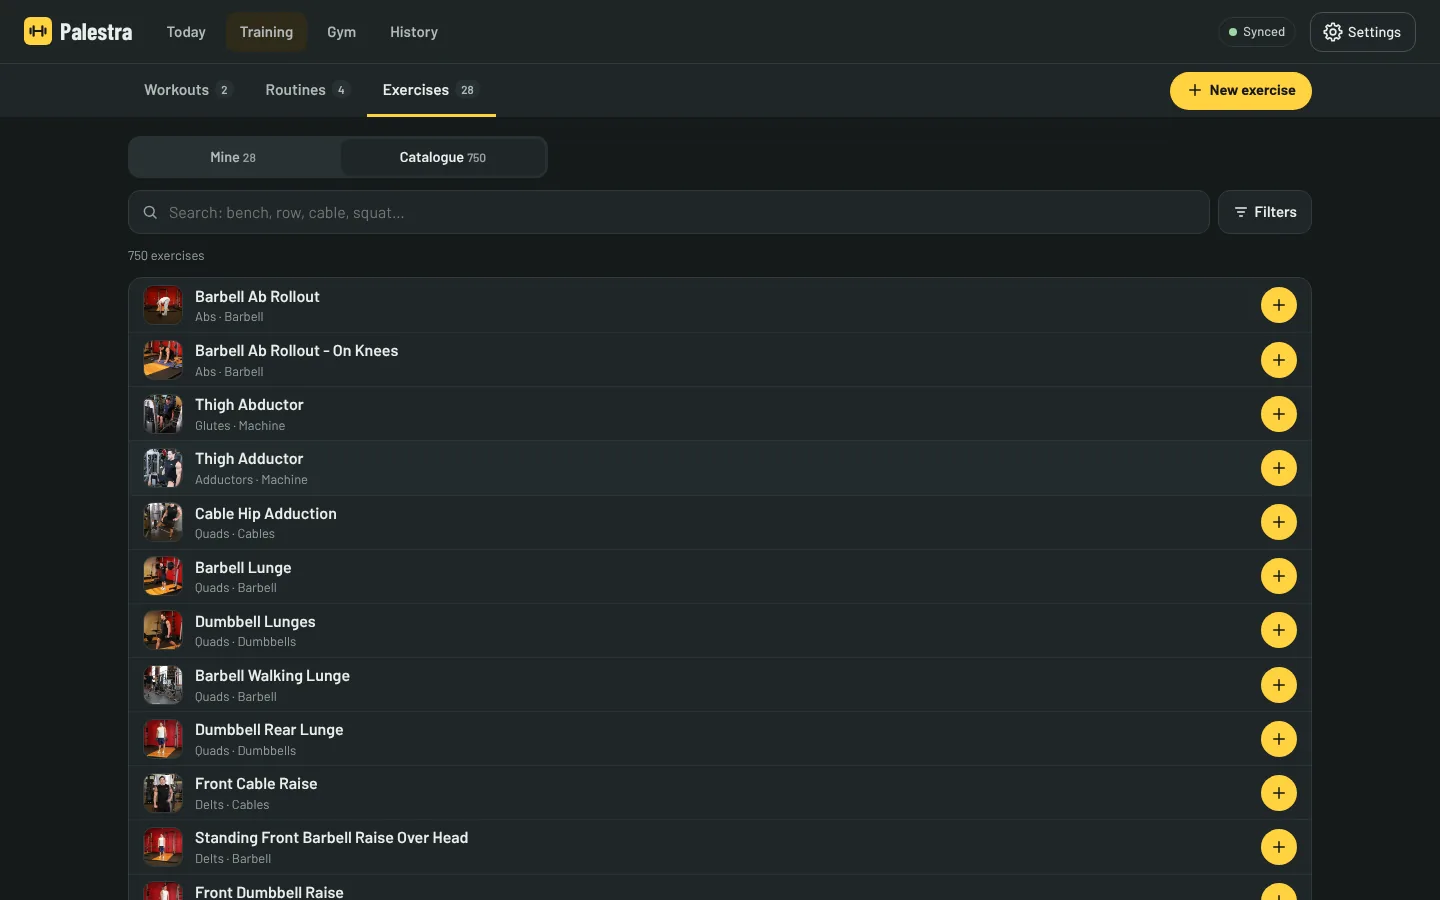 Palestra
Today
Training
Gym
History
Synced
Settings
Workouts 2
Routines 4
Exercises 28
New exercise
Mine 28
Catalogue 750
Search: bench, row, cable, squat...
Filters
750 exercises
Barbell Ab Rollout
Abs · Barbell
Barbell Ab Rollout - On Knees
Abs · Barbell
Thigh Abductor
Glutes · Machine
Thigh Adductor
Adductors · Machine
Cable Hip Adduction
Quads · Cables
Barbell Lunge
Quads · Barbell
Dumbbell Lunges
Quads · Dumbbells
Barbell Walking Lunge
Quads · Barbell
Dumbbell Rear Lunge
Quads · Dumbbells
Front Cable Raise
Delts · Cables
Standing Front Barbell Raise Over Head
Delts · Barbell
Front Dumbbell Raise